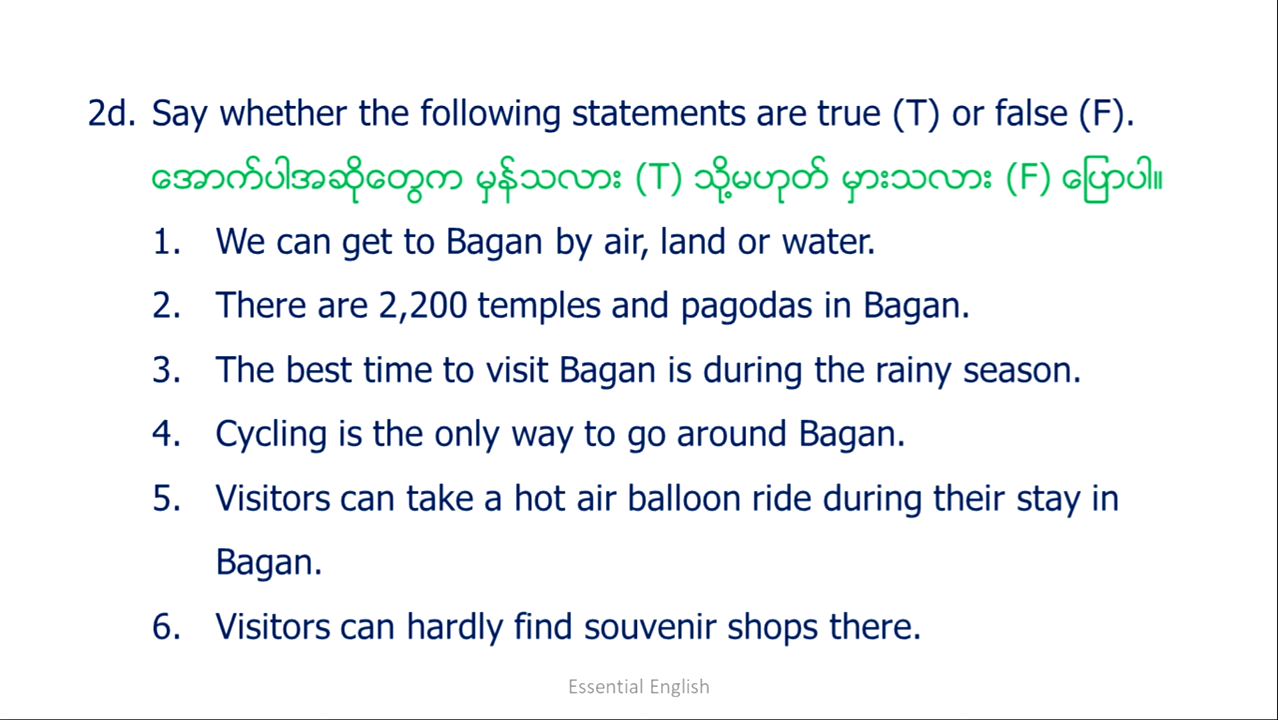 2d. Say whether the following statements are true (T) or false (F).
အောက်ပါအဆိုတွေက မှန်သလား (T) သို့မဟုတ် မှားသလား (F) ပြောပါ။
1. We can get to Bagan by air, land or water.
2. There are 2,200 temples and pagodas in Bagan.
3. The best time to visit Bagan is during the rainy season.
4. Cycling is the only way to go around Bagan.
5. Visitors can take a hot air balloon ride during their stay in
Bagan.
6. Visitors can hardly find souvenir shops there.
Essential English